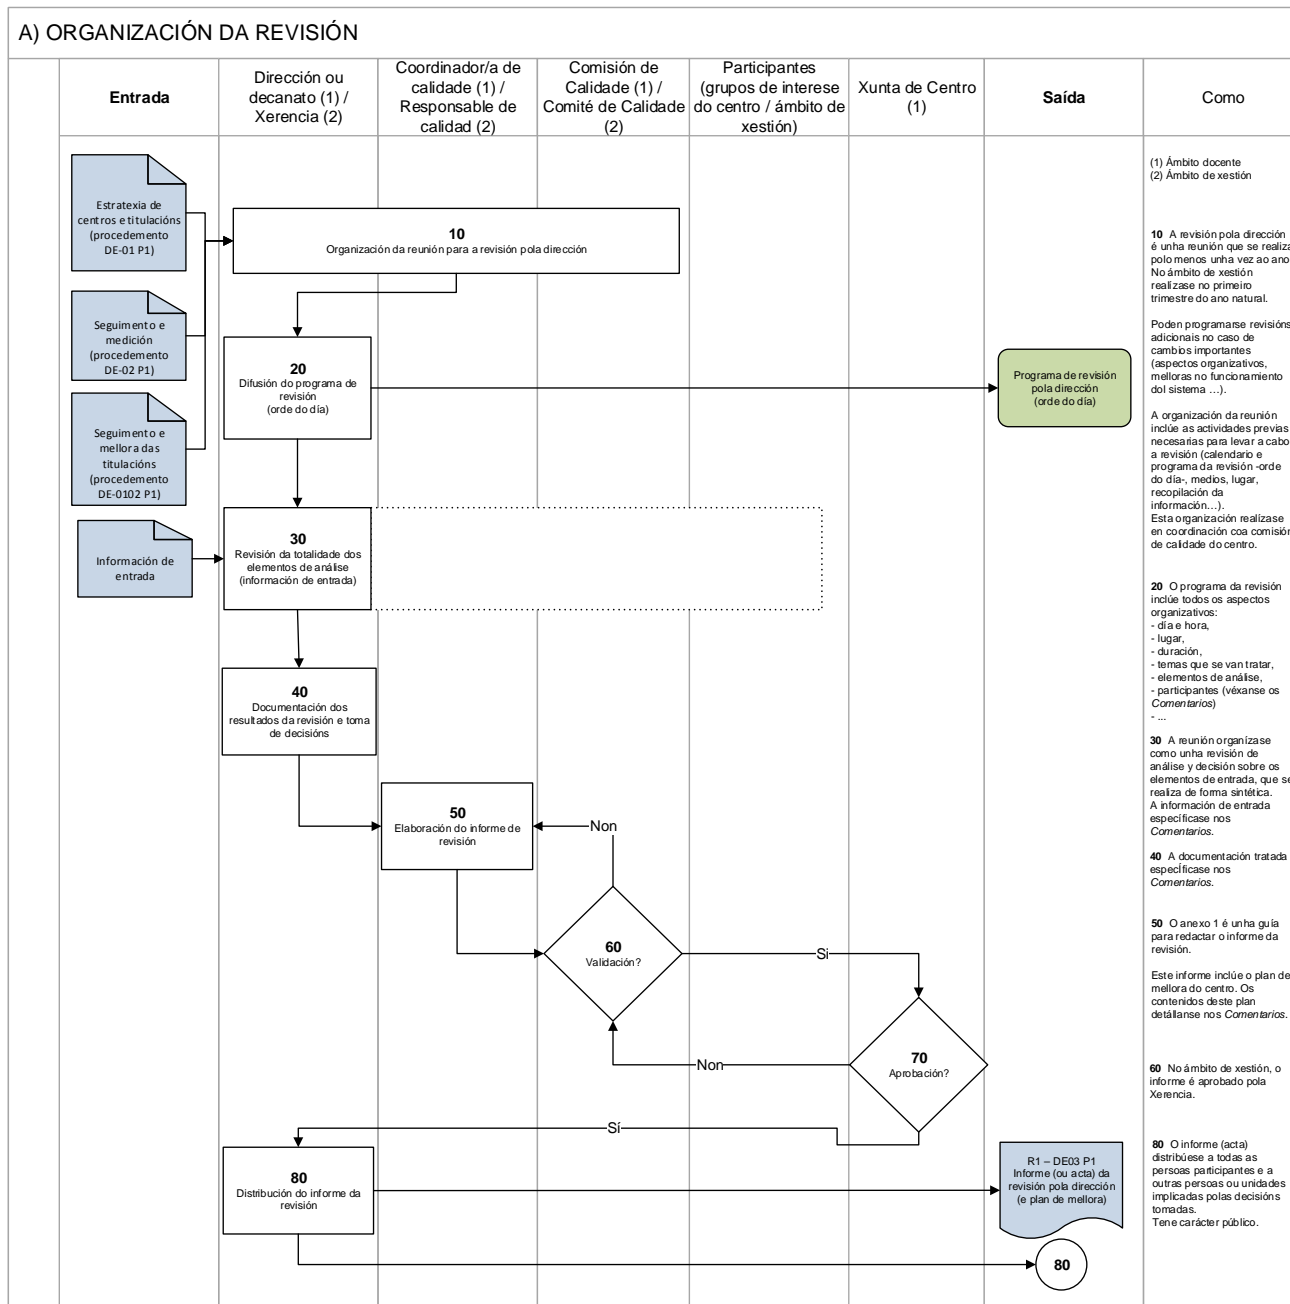 A) ORGANIZACIÓN DA REVISIÓN
Entrada
Dirección ou
decanato (1) /
Xerencia (2)
Coordinador/a de
calidade (1) /
Responsable de
calidad (2)
Comisión de
Calidade (1) /
Comité de Calidade
(2)
Participantes
(grupos de interese
do centro / ámbito de
xestión)
Xunta de Centro
(1)
Saída
Como
Estratexia de
centros e titulacións
(procedemento
DE-01 P1)
Seguimento e
medición
(procedemento
DE-02 P1)
Seguimento e
mellora das
titulacións
(procedemento
DE-0102 P1)
Información de
entrada
10
Organización da reunión para a revisión pola dirección
20
Difusión do programa de
revisión
(orde do día)
Programa de revisión
pola dirección
(orde do día)
30
Revisión da totalidade dos
elementos de análise
(información de entrada)
40
Documentación dos
resultados da revisión e toma
de decisións
50
Elaboración do informe de
revisión
Non
60
Validación?
Si
70
Aprobación?
Non
Sí
80
Distribución do informe da
revisión
R1 – DE03 P1
Informe (ou acta) da
revisión pola dirección
(e plan de mellora)
80
(1) Ámbito docente
(2) Ámbito de xestión
10 A revisión pola dirección
é unha reunión que se realiza
polo menos unha vez ao ano
No ámbito de xestión
realízase no primeiro
trimestre do ano natural.
Poden programarse revisións
adicionais no caso de
cambios importantes
(aspectos organizativos,
melloras no funcionamiento
dol sistema ...).
A organización da reunión
inclúe as actividades previas
necesarias para levar a cabo
a revisión (calendario e
programa da revisión -orde
do día-, medios, lugar,
recopilación da
información...).
Esta organización realízase
en coordinación coa comisión
de calidade do centro.
20 O programa da revisión
inclúe todos os aspectos
organizativos:
- día e hora,
- lugar,
- duración,
- temas que se van tratar,
- elementos de análise,
- participantes (véxanse os
Comentarios)
- ...
30 A reunión organízase
como unha revisión de
análise y decisión sobre os
elementos de entrada, que se
realiza de forma sintética.
A información de entrada
específicase nos
Comentarios.
40 A documentación tratada
específicase nos
Comentarios.
50 O anexo 1 é unha guía
para redactar o informe da
revisión.
Este informe inclúe o plan de
mellora do centro. Os
contenidos deste plan
detállanse nos Comentarios.
60 No ámbito de xestión, o
informe é aprobado pola
Xerencia.
80 O informe (acta)
distribúese a todas as
persoas participantes e a
outras persoas ou unidades
implicadas polas decisións
tomadas.
Tene carácter público.